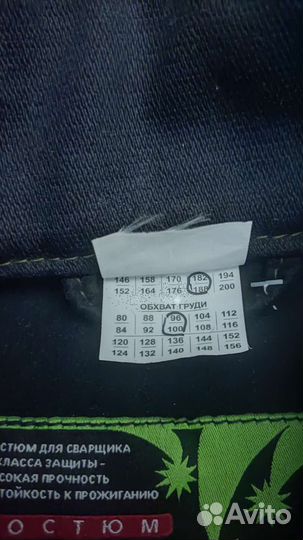 146 158 170 182 194
152 164 176 188 200
ОБХВАТ ГРУДИ
80 88 96 104 112
84 92 100 108 116
120 128 136 144 152
124 132 140 148 156
СТЮМ ДЛЯ СВАРЩИКА
КЛАССА ЗАЩИТЫ -
СОКАЯ ПРОЧНОСТЬ
СТОЙКОСТЬ К ПРОЖИГАНИЮ
ОСТЮМ
Avito